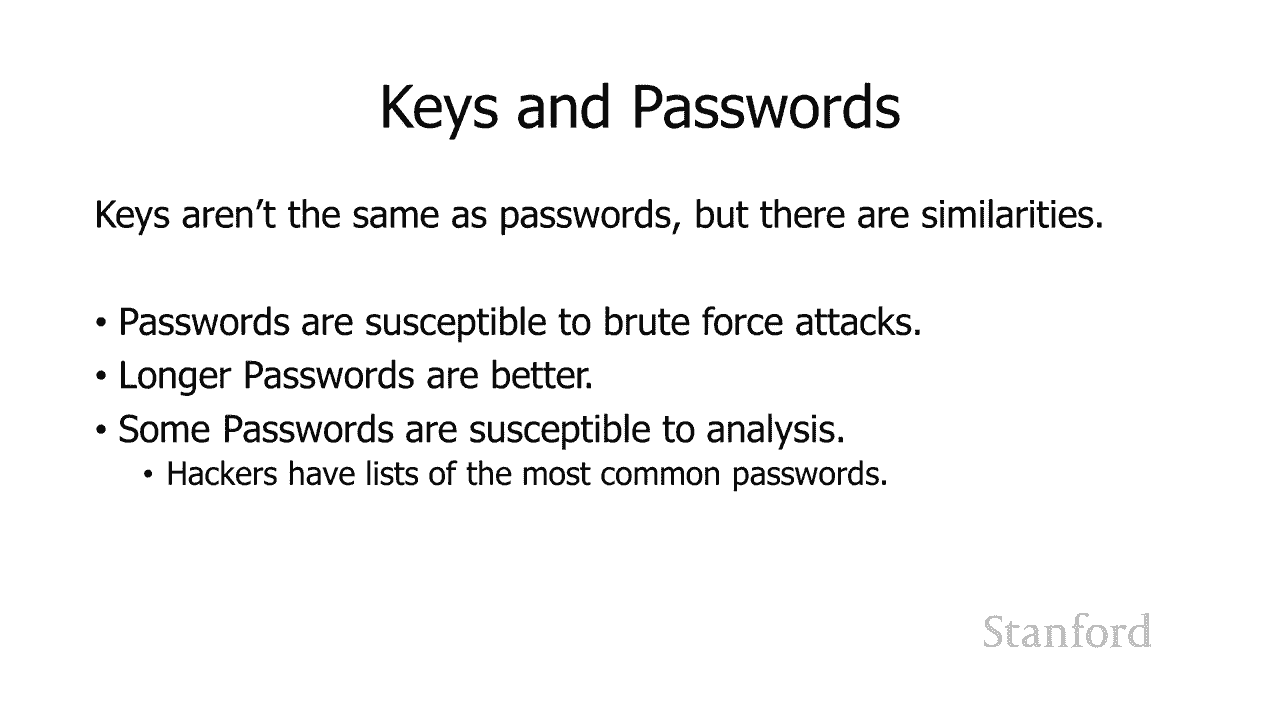 Keys and Passwords
Keys aren’t the same as passwords, but there are similarities.
• Passwords are susceptible to brute force attacks.
• Longer Passwords are better.
• Some Passwords are susceptible to analysis.
• Hackers have lists of the most common passwords.
Stanford